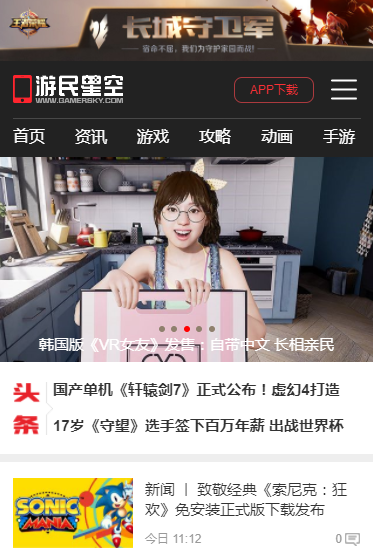 王者荣耀
长城守卫军
宿命不屈，我们为守护家园而战！
游民星空
WWW.GAMERSKY.COM
APP下载
首页 资讯 游戏 攻略 动画 手游
韩国版《VR女友》发售：自带中文 长相亲民
头条
国产单机《轩辕剑7》正式公布！虚幻4打造
17岁《守望》选手签下百万年薪 出战世界杯
SONIC
MANIA
新闻 丨 致敬经典《索尼克：狂
欢》免安装正式版下载发布
今日 11:12
0